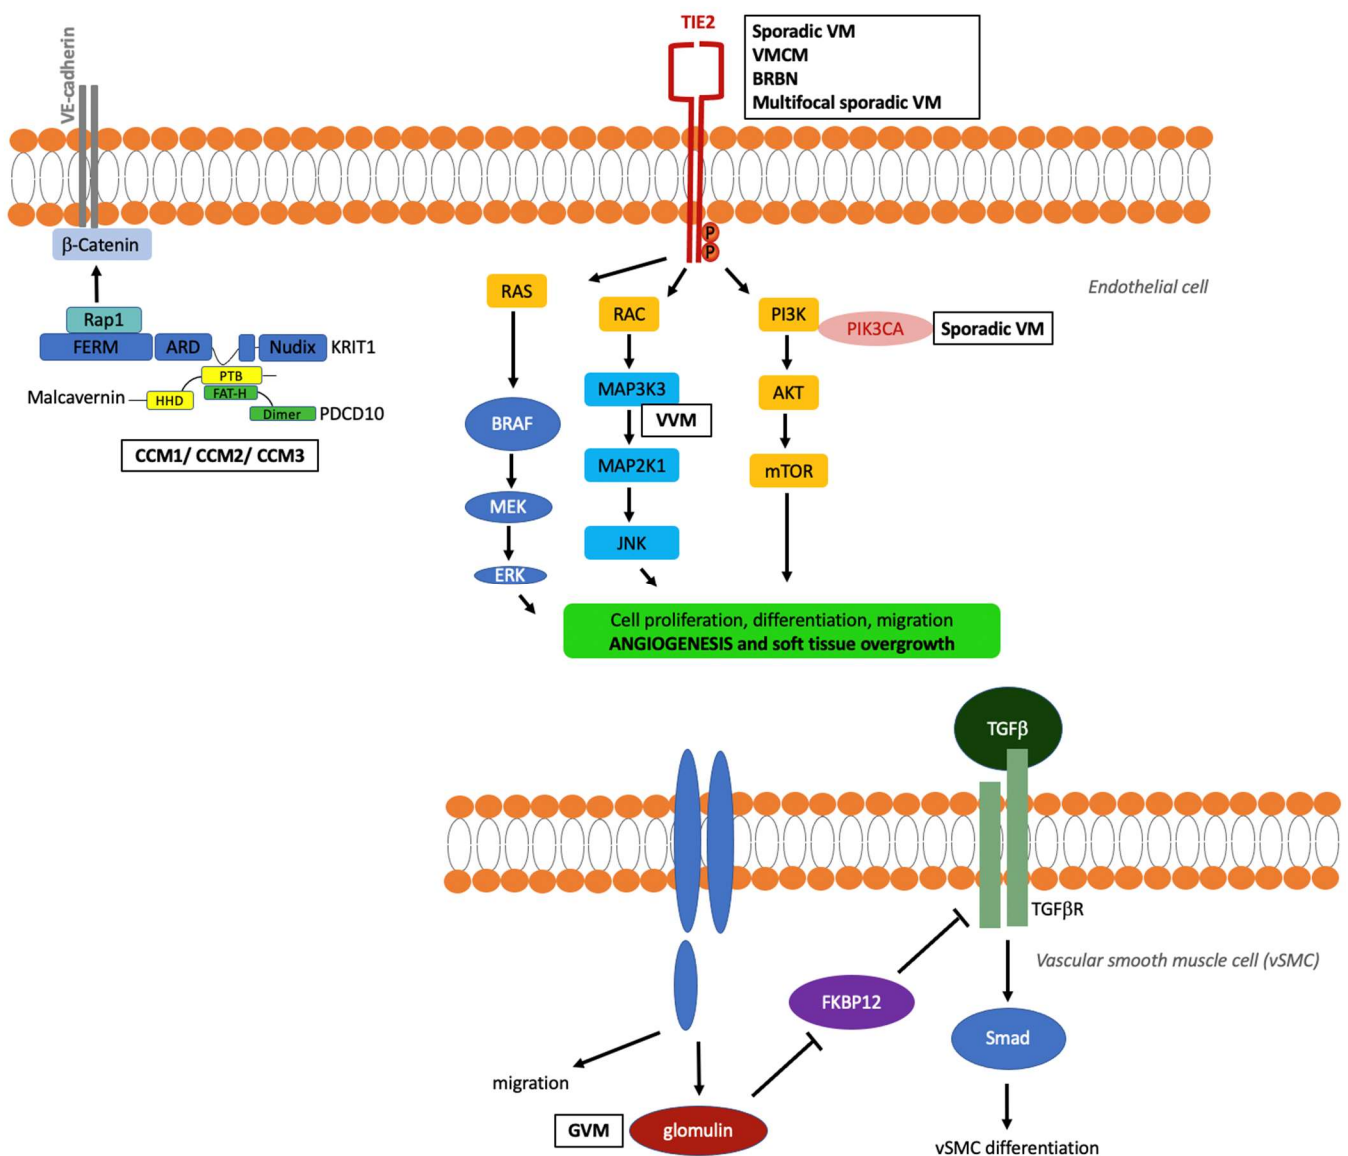 TIE2
Sporadic VM
VMCM
BRBN
Multifocal sporadic VM
VE-cadherin
P
P
β-Catenin
Endothelial cell
RAS
RAC
PI3K
PIK3CA
Sporadic VM
Rap1
FERM
ARD
Nudix
KRIT1
PTB
Malcavernin
HHD
FAT-H
Dimer
PDCD10
CCM1/ CCM2/ CCM3
MAP3K3
AKT
VVM
BRAF
MAP2K1
mTOR
MEK
JNK
ERK
Cell proliferation, differentiation, migration
ANGIOGENESIS and soft tissue overgrowth
TGFβ
TGFβR
Vascular smooth muscle cell (vSMC)
FKBP12
Smad
migration
GVM
glomulin
vSMC differentiation